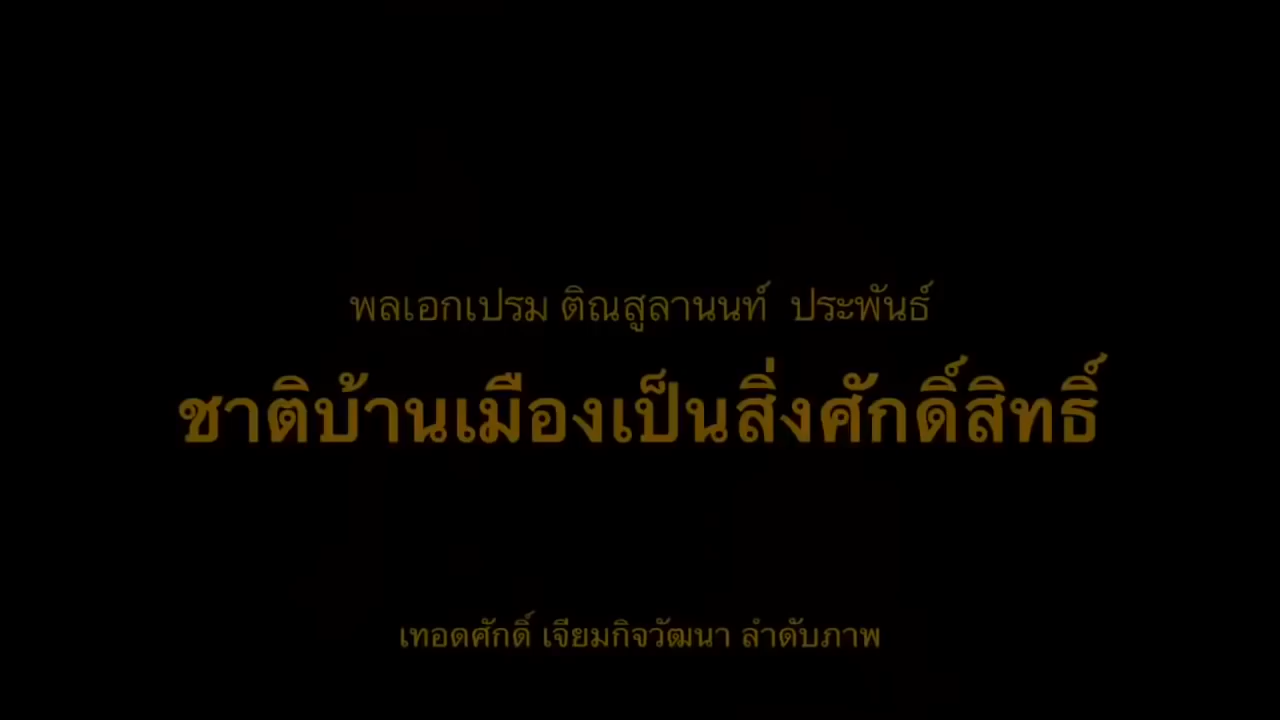 พลเอกเปรม ติณสูลานนท์ ประพันธ์
ชาติบ้านเมืองเป็นสิ่งศักดิ์สิทธิ์
เทอดศักดิ์ เจียมกิจวัฒนา ลำดับภาพ